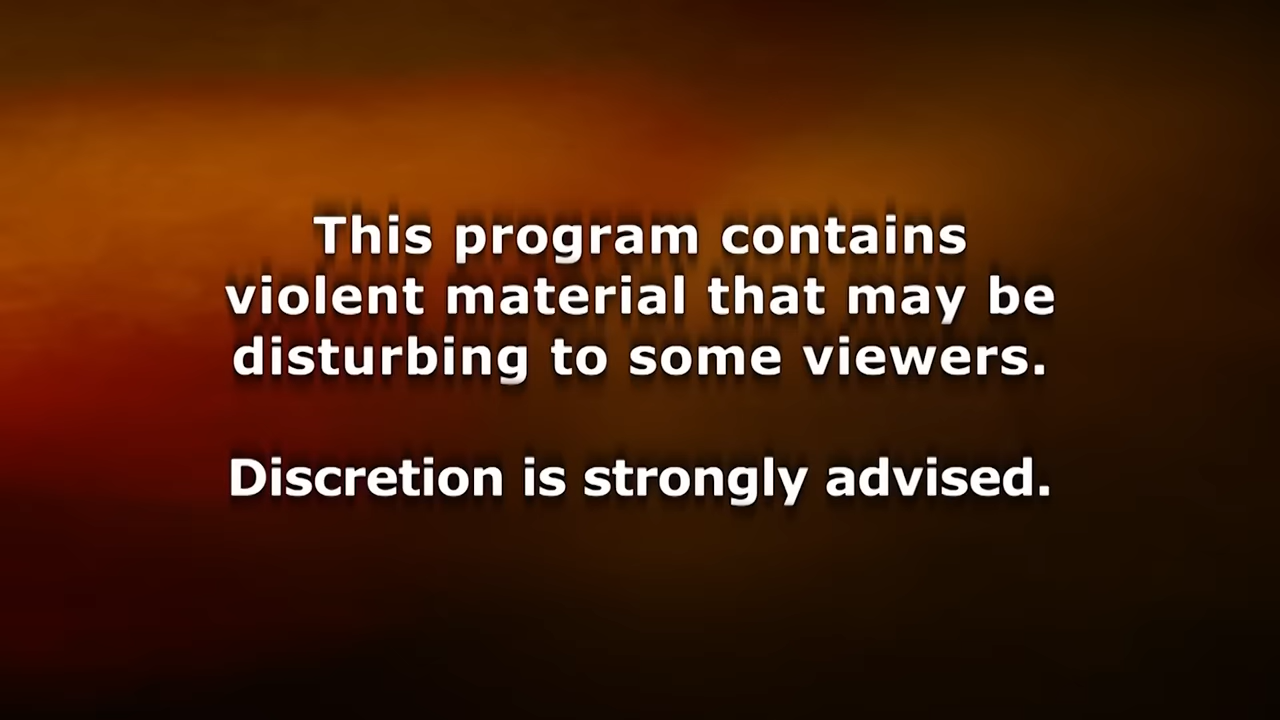 This program contains
violent material that may be
disturbing to some viewers.
Discretion is strongly advised.